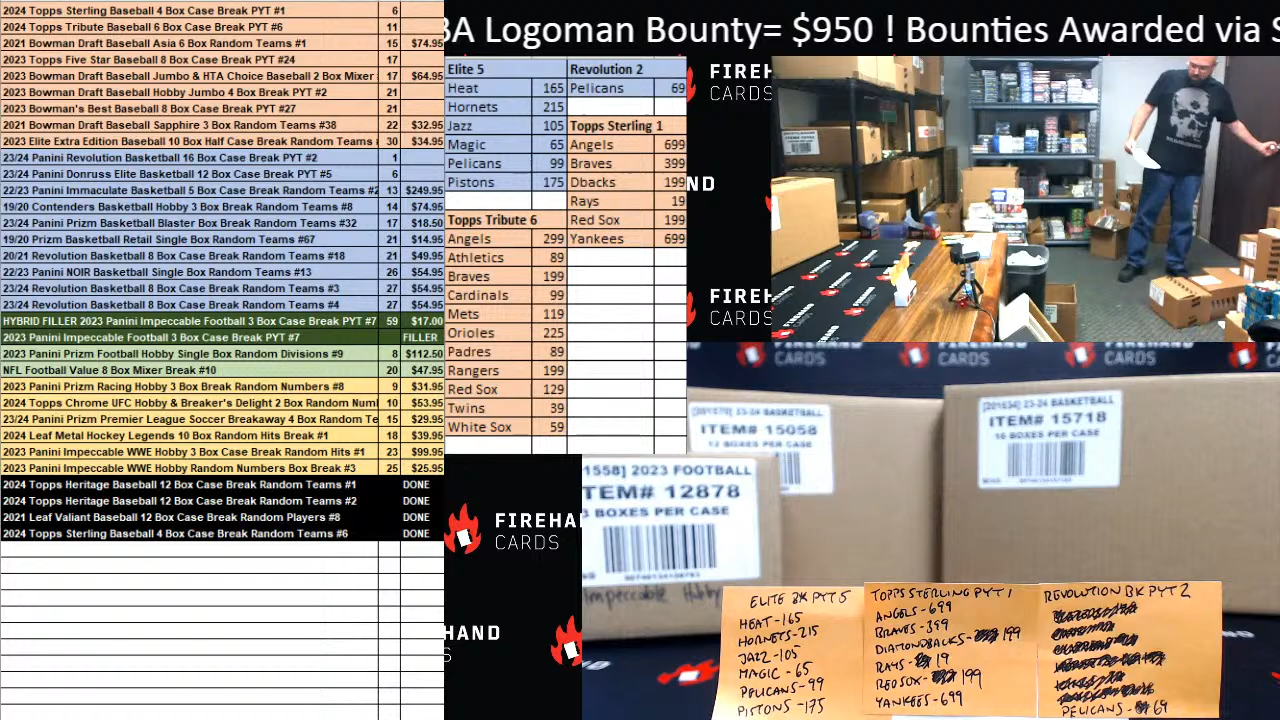 2024 Topps Sterling Baseball 4 Box Case Break PYT #1 6
2024 Topps Tribute Baseball 6 Box Case Break PYT #6 11
2021 Bowman Draft Baseball Asia 6 Box Random Teams #1 15 $74.95
2023 Topps Five Star Baseball 8 Box Case Break PYT #24 17
2023 Bowman Draft Baseball Jumbo & HTA Choice Baseball 2 Box Mixer 17 $64.95
2023 Bowman Draft Baseball Hobby Jumbo 4 Box Break PYT #2 21
2023 Bowman's Best Baseball 8 Box Case Break PYT #27 21
2021 Bowman Draft Baseball Sapphire 3 Box Random Teams #38 22 $32.95
2023 Elite Extra Edition Baseball 10 Box Half Case Break Random Teams 30 $34.95
23/24 Panini Revolution Basketball 16 Box Case Break PYT #2 1
23/24 Panini Donruss Elite Basketball 12 Box Case Break PYT #5 6
22/23 Panini Immaculate Basketball 5 Box Case Break Random Teams #2 13 $249.95
19/20 Contenders Basketball Hobby 3 Box Random Teams #8 14 $74.95
23/24 Panini Prizm Basketball Blaster Box Random Teams #32 17 $18.50
19/20 Prizm Basketball Retail Single Box Random Teams #67 21 $14.95
20/21 Revolution Basketball 8 Box Random Teams #18 21 $49.95
22/23 Panini NOIR Basketball Single Box Random Teams #13 26 $54.95
23/24 Revolution Basketball 8 Box Random Teams #3 27 $54.95
23/24 Revolution Basketball 8 Box Random Teams #4 27 $54.95
HYBRID FILLER 2023 Panini Impeccable Football 3 Box Case Break PYT #7 59 $17.00
2023 Panini Impeccable Football 3 Box Case Break PYT #7 FILLER
2023 Panini Prizm Football Hobby Single Box Random Divisions #9 8 $112.50
NFL Football Value 8 Box Mixer Break #10 20 $47.95
2023 Panini Prizm Racing Hobby 3 Box Break Random Numbers #8 9 $31.95
2024 Topps Chrome UFC Hobby & Breaker's Delight 2 Box Random Numl 10 $53.95
23/24 Panini Prizm Premier League Soccer Breakaway 4 Box Random Te 15 $29.95
2024 Leaf Metal Hockey Legends 10 Box Random Hits Break #1 18 $39.95
2023 Panini Impeccable WWE Hobby 3 Box Case Break Random Hits #1 23 $99.95
2023 Panini Impeccable WWE Hobby Random Numbers Box Break #3 25 $25.95
2024 Topps Heritage Baseball 12 Box Case Break Random Teams #1 DONE
2024 Topps Heritage Baseball 12 Box Case Break Random Teams #2 DONE
2021 Leaf Valiant Baseball 12 Box Case Break Random Players #8 DONE
2024 Topps Sterling Baseball 4 Box Case Break Random Teams #6 DONE
BA Logoman Bounty= $950 ! Bounties Awarded via S
Elite 5
Heat 165
Hornets 215
Jazz 105
Magic 65
Pelicans 99
Pistons 175
Topps Tribute 6
Angels 299
Athletics 89
Braves 199
Cardinals 99
Mets 119
Orioles 225
Padres 89
Rangers 199
Red Sox 129
Twins 39
White Sox 59
Revolution 2
Pelicans 69
Topps Sterling 1
Angels 699
Braves 399
Dbacks 199
Rays 19
Red Sox 199
Yankees 699
FIREH
CARDS
ND
FIREH
CARDS
FIREHAND
CARDS
FIREHAND
CARDS
FIREHA
CARDS
HAND
S
[201670] 23-24 BASKETBALL
ITEM# 15058
12 BOXES PER CASE
[201634] 23-24 BASKETBALL
ITEM# 15718
16 BOXES PER CASE
1558] 2023 FOOTBALL
TEM# 12878
3 BOXES PER CASE
Impeccable Hobby
ELITE BK PYT 5
HEAT-165
HORNETS-215
JAZZ-105
MAGIC-65
PELICANS-99
PISTONS-175
TOPPS STERLING PYT 1
ANGELS-699
BRAVES-399
DIAMONDBACKS- 199
RAYS- 19
RED SOX- 199
YANKEES-699
REVOLUTION BK PYT 2
PELICANS- 69